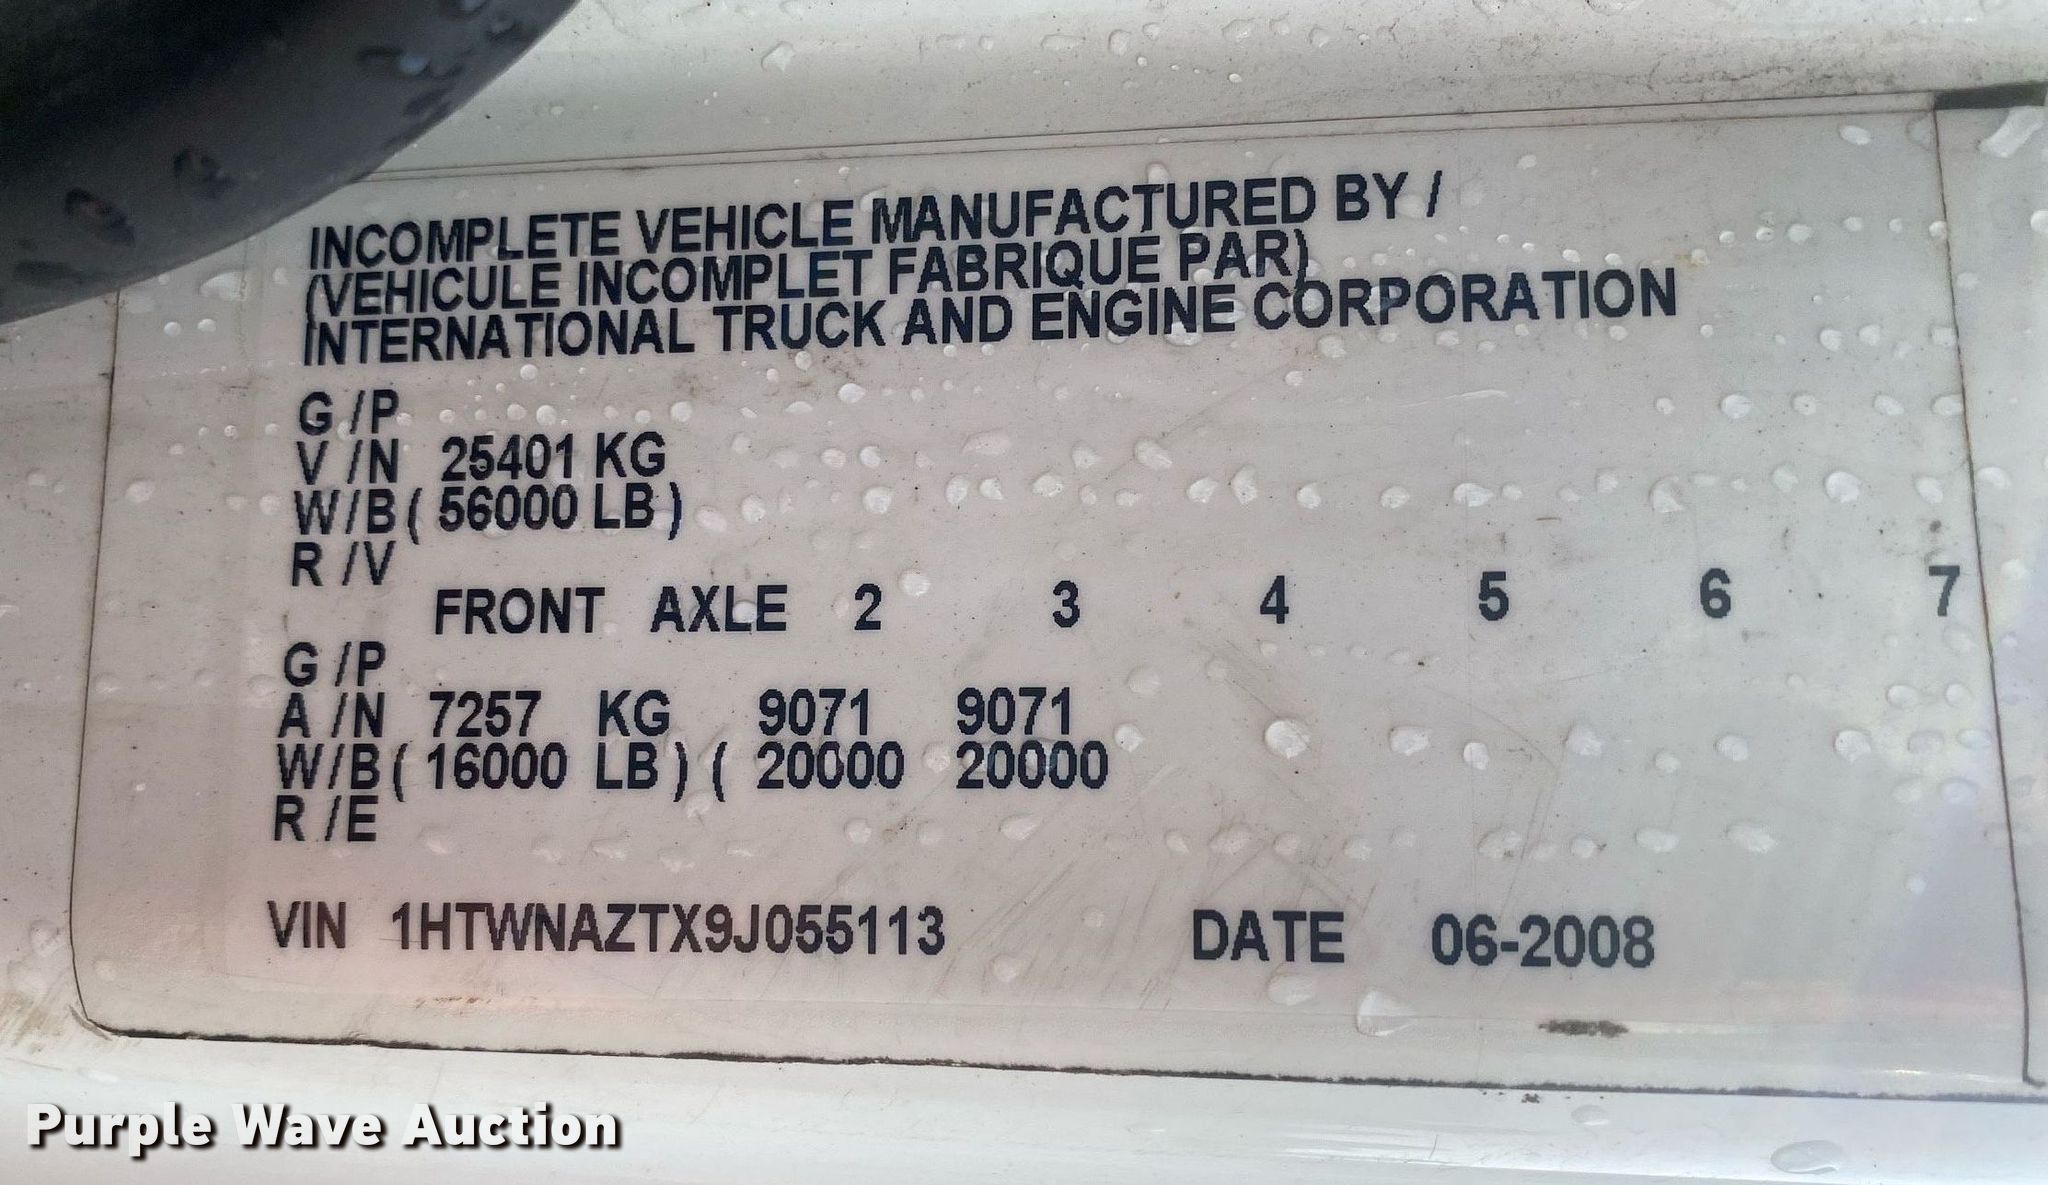 INCOMPLETE VEHICLE MANUFACTURED BY /
(VEHICULE INCOMPLET FABRIQUE PAR)
INTERNATIONAL TRUCK AND ENGINE CORPORATION
G /P
V /N 25401 KG
W/B ( 56000 LB )
R /V
FRONT AXLE 2 3 4 5 6 7
G /P
A /N 7257 KG 9071 9071
W/B ( 16000 LB ) ( 20000 20000
R /E
VIN 1HTWNAZTX9J055113 DATE 06-2008
Purple Wave Auction